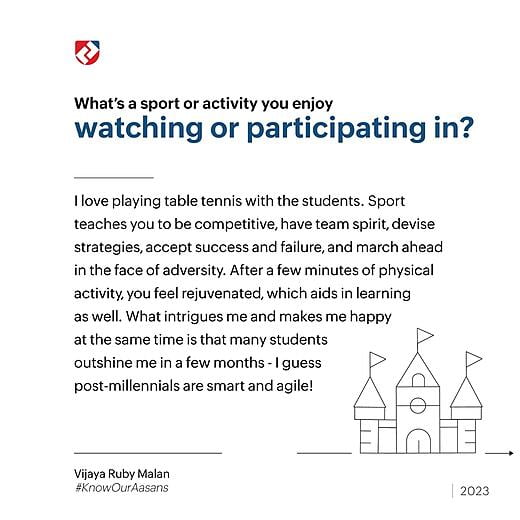 What's a sport or activity you enjoy
watching or participating in?
I love playing table tennis with the students. Sport
teaches you to be competitive, have team spirit, devise
strategies, accept success and failure, and march ahead
in the face of adversity. After a few minutes of physical
activity, you feel rejuvenated, which aids in learning
as well. What intrigues me and makes me happy
at the same time is that many students
outshine me in a few months - I guess
post-millennials are smart and agile!
Vijaya Ruby Malan
#KnowOurAasans
2023